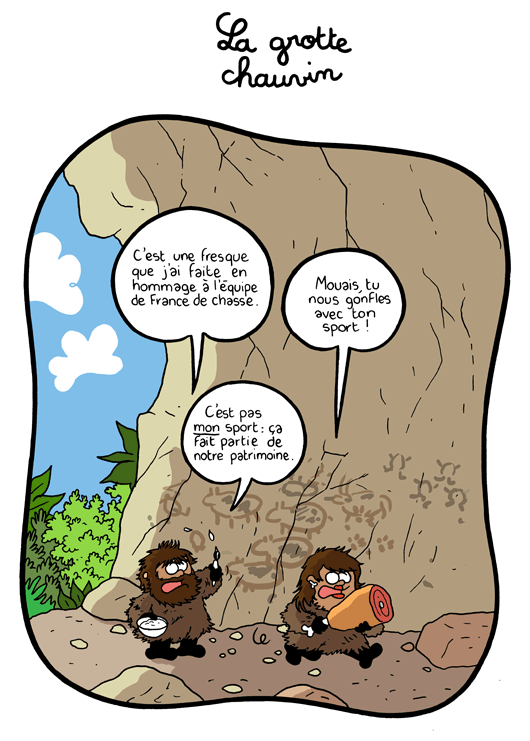 La grotte
chauvin
C'est une fresque
que j'ai faite en
hommage à l'équipe
de France de chasse.
Mouais, tu
nous gonfles
avec ton
sport !
C'est pas
mon sport : ça
fait partie de
notre patrimoine.